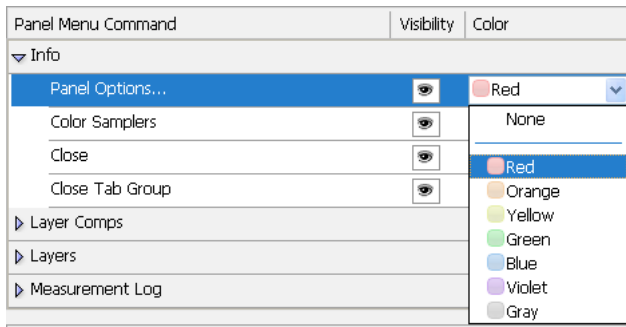 Panel Menu Command Visibility Color
Info
Panel Options... Red
Color Samplers None
Close Red
Close Tab Group Orange
Layer Comps Yellow
Layers Green
Measurement Log Blue
Violet
Gray